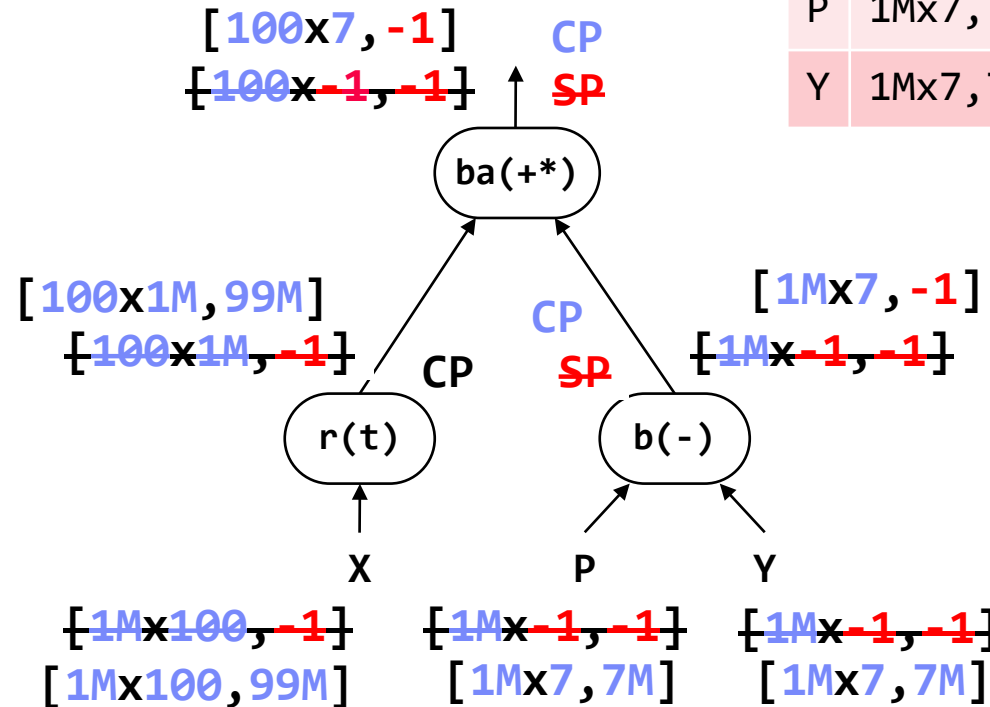 [100x7,-1]
CP
P 1Mx7,
[100x-1,-1]
SP
Y 1Mx7,
ba(+*)
[100x1M,99M]
[1Mx7,-1]
CP
[100x1M,-1]
CP
SP
[1Mx-1,-1]
r(t)
b(-)
X
P
Y
[1Mx100,-1]
[1Mx-1,-1]
[1Mx-1,-1]
[1Mx100,99M]
[1Mx7,7M]
[1Mx7,7M]